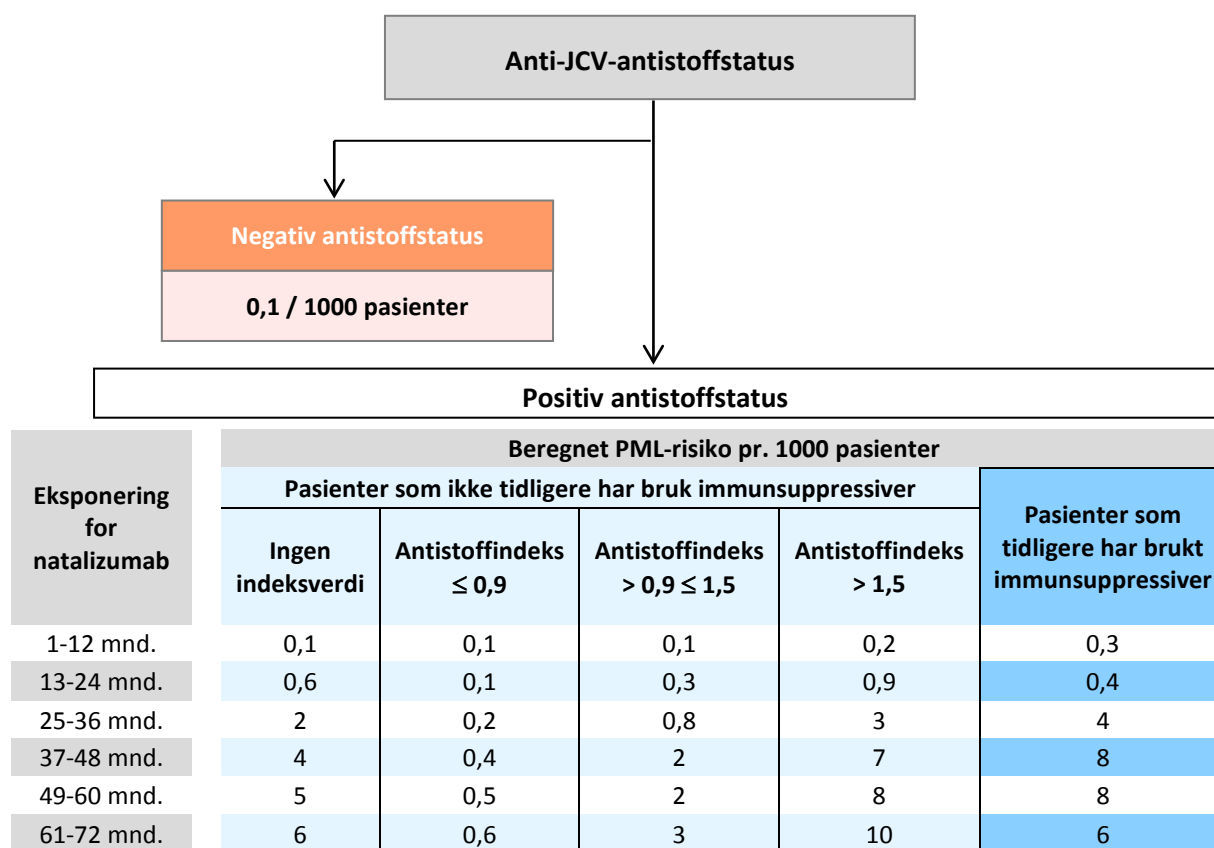 Anti-JCV-antistoffstatus
Negativ antistoffstatus
0,1 / 1000 pasienter
Positiv antistoffstatus
Eksponering
for
natalizumab
Beregnet PML-risiko pr. 1000 pasienter
Pasienter som ikke tidligere har bruk immunsuppressiver
Pasienter som
tidligere har brukt
immunsuppressiver
Ingen
indeksverdi
Antistoffindeks
≤ 0,9
Antistoffindeks
> 0,9 ≤ 1,5
Antistoffindeks
> 1,5
1-12 mnd. 0,1 0,1 0,1 0,2 0,3
13-24 mnd. 0,6 0,1 0,3 0,9 0,4
25-36 mnd. 2 0,2 0,8 3 4
37-48 mnd. 4 0,4 2 7 8
49-60 mnd. 5 0,5 2 8 8
61-72 mnd. 6 0,6 3 10 6